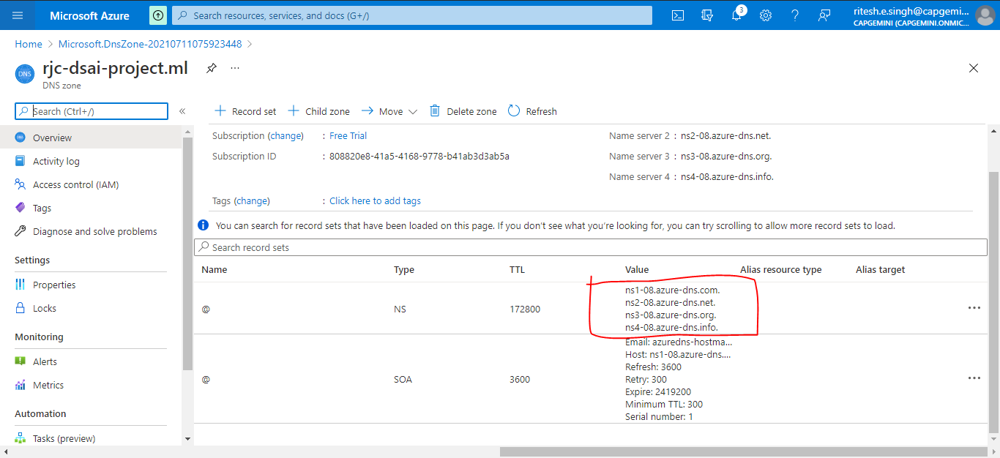 Microsoft Azure
Search resources, services, and docs (G+/)
3
ritesh.e.singh@capgemi...
CAPGEMINI (CAPGEMINI.ONMIC...
Home > Microsoft.DnsZone-20210711075923448 >
DNS
rjc-dsai-project.ml
...
DNS zone
Search (Ctrl+/)
«
Record set
Child zone
Move
Delete zone
Refresh
Overview
Activity log
Access control (IAM)
Tags
Diagnose and solve problems
Settings
Properties
Locks
Monitoring
Alerts
Metrics
Automation
Tasks (preview)
Subscription (change) : Free Trial
Subscription ID : 808820e8-41a5-4168-9778-b41ab3d3ab5a
Name server 2 : ns2-08.azure-dns.net.
Name server 3 : ns3-08.azure-dns.org.
Name server 4 : ns4-08.azure-dns.info.
Tags (change) : Click here to add tags
You can search for record sets that have been loaded on this page. If you don't see what you're looking for, you can try scrolling to allow more record sets to load.
Search record sets
Name Type TTL Value Alias resource type Alias target
@ NS 172800
ns1-08.azure-dns.com.
ns2-08.azure-dns.net.
ns3-08.azure-dns.org.
ns4-08.azure-dns.info.
...
@ SOA 3600
Email: azuredns-hostma...
Host: ns1-08.azure-dns....
Refresh: 3600
Retry: 300
Expire: 2419200
Minimum TTL: 300
Serial number: 1
...